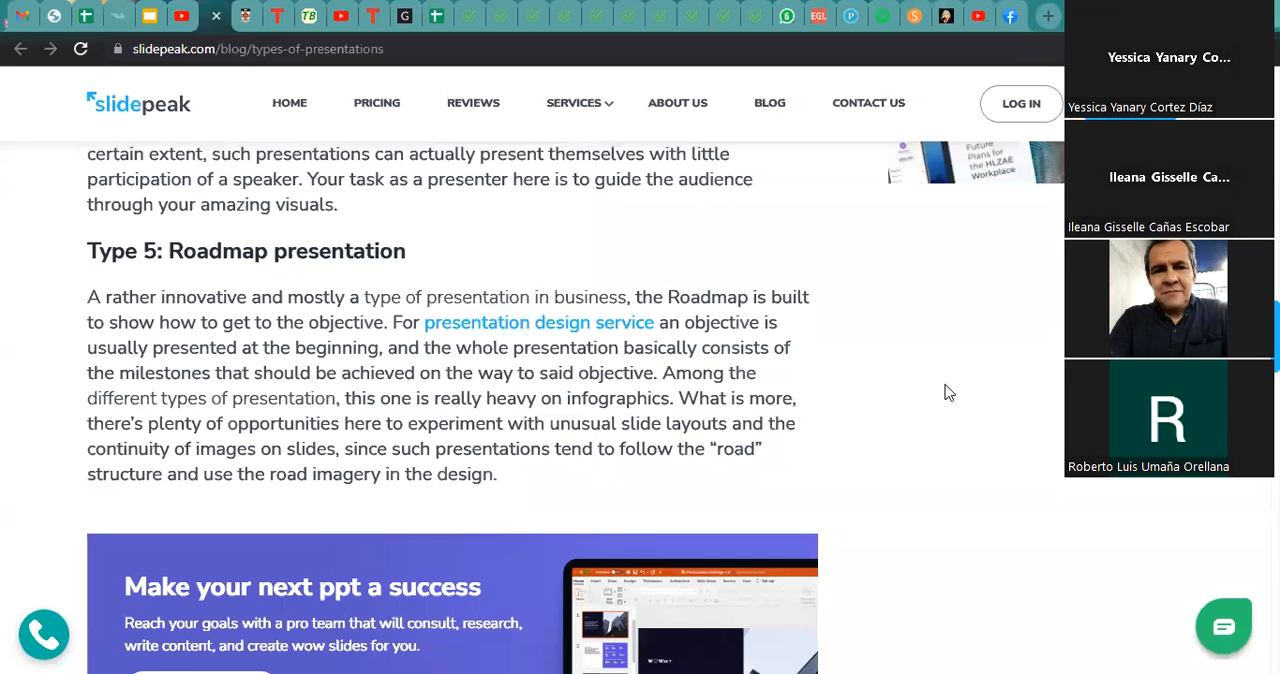 slidepeak.com/blog/types-of-presentations
slidepeak
HOME
PRICING
REVIEWS
SERVICES
ABOUT US
BLOG
CONTACT US
LOG IN
certain extent, such presentations can actually present themselves with little
participation of a speaker. Your task as a presenter here is to guide the audience
through your amazing visuals.
Future
Plans for
the HLZAE
Workplace
Type 5: Roadmap presentation
A rather innovative and mostly a type of presentation in business, the Roadmap is built
to show how to get to the objective. For presentation design service an objective is
usually presented at the beginning, and the whole presentation basically consists of
the milestones that should be achieved on the way to said objective. Among the
different types of presentation, this one is really heavy on infographics. What is more,
there's plenty of opportunities here to experiment with unusual slide layouts and the
continuity of images on slides, since such presentations tend to follow the “road”
structure and use the road imagery in the design.
Make your next ppt a success
Reach your goals with a pro team that will consult, research,
write content, and create wow slides for you.
Yessica Yanary Co...
Yessica Yanary Cortez Díaz
Ileana Gisselle Ca...
Ileana Gisselle Cañas Escobar
R
Roberto Luis Umaña Orellana